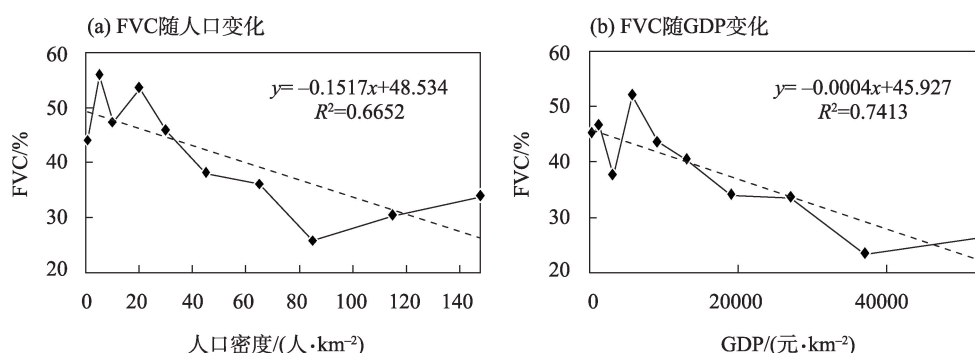 (a) FVC随人口变化
y= –0.1517x+48.534
R²=0.6652
FVC/%
60
50
40
30
20
0 20 40 60 80 100 120 140
人口密度/(人·km⁻²)
(b) FVC随GDP变化
y= –0.0004x+45.927
R²=0.7413
FVC/%
60
50
40
30
20
0 20000 40000
GDP/(元·km⁻²)